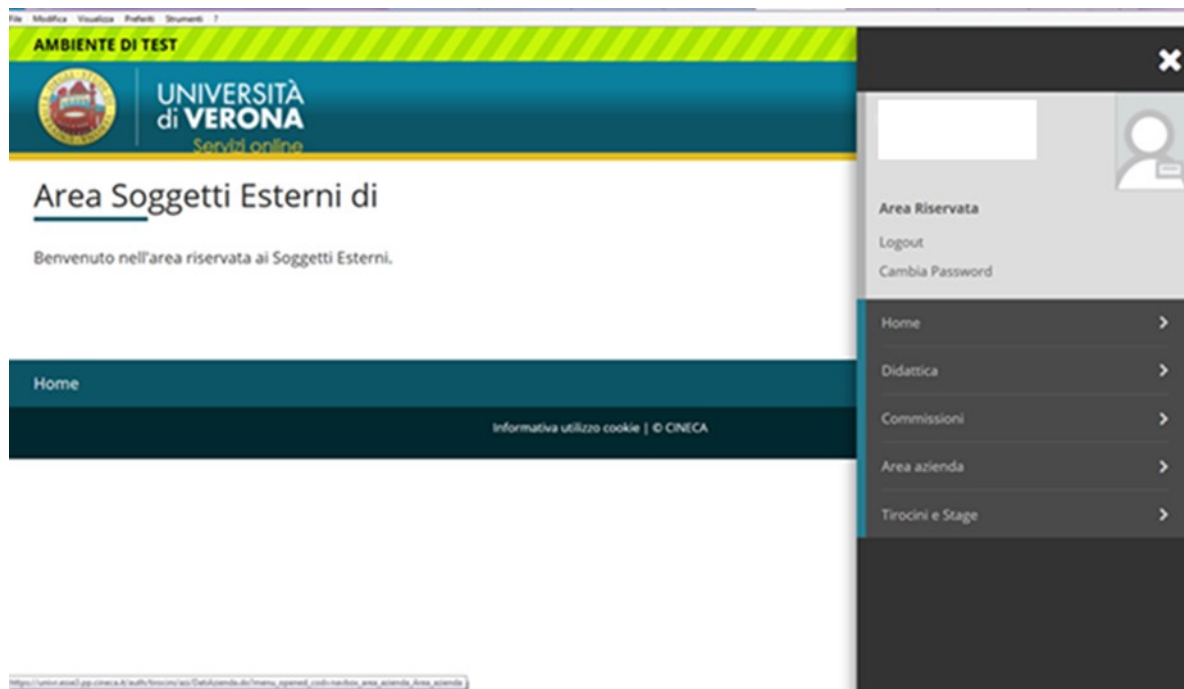 File Modifica Visualizza Preferiti Strumenti ?
AMBIENTE DI TEST
UNIVERSITÀ
di VERONA
Servizi online
Area Soggetti Esterni di
Benvenuto nell'area riservata ai Soggetti Esterni.
Home
Informativa utilizzo cookie | © CINECA
Area Riservata
Logout
Cambia Password
Home
Didattica
Commissioni
Area azienda
Tirocini e Stage